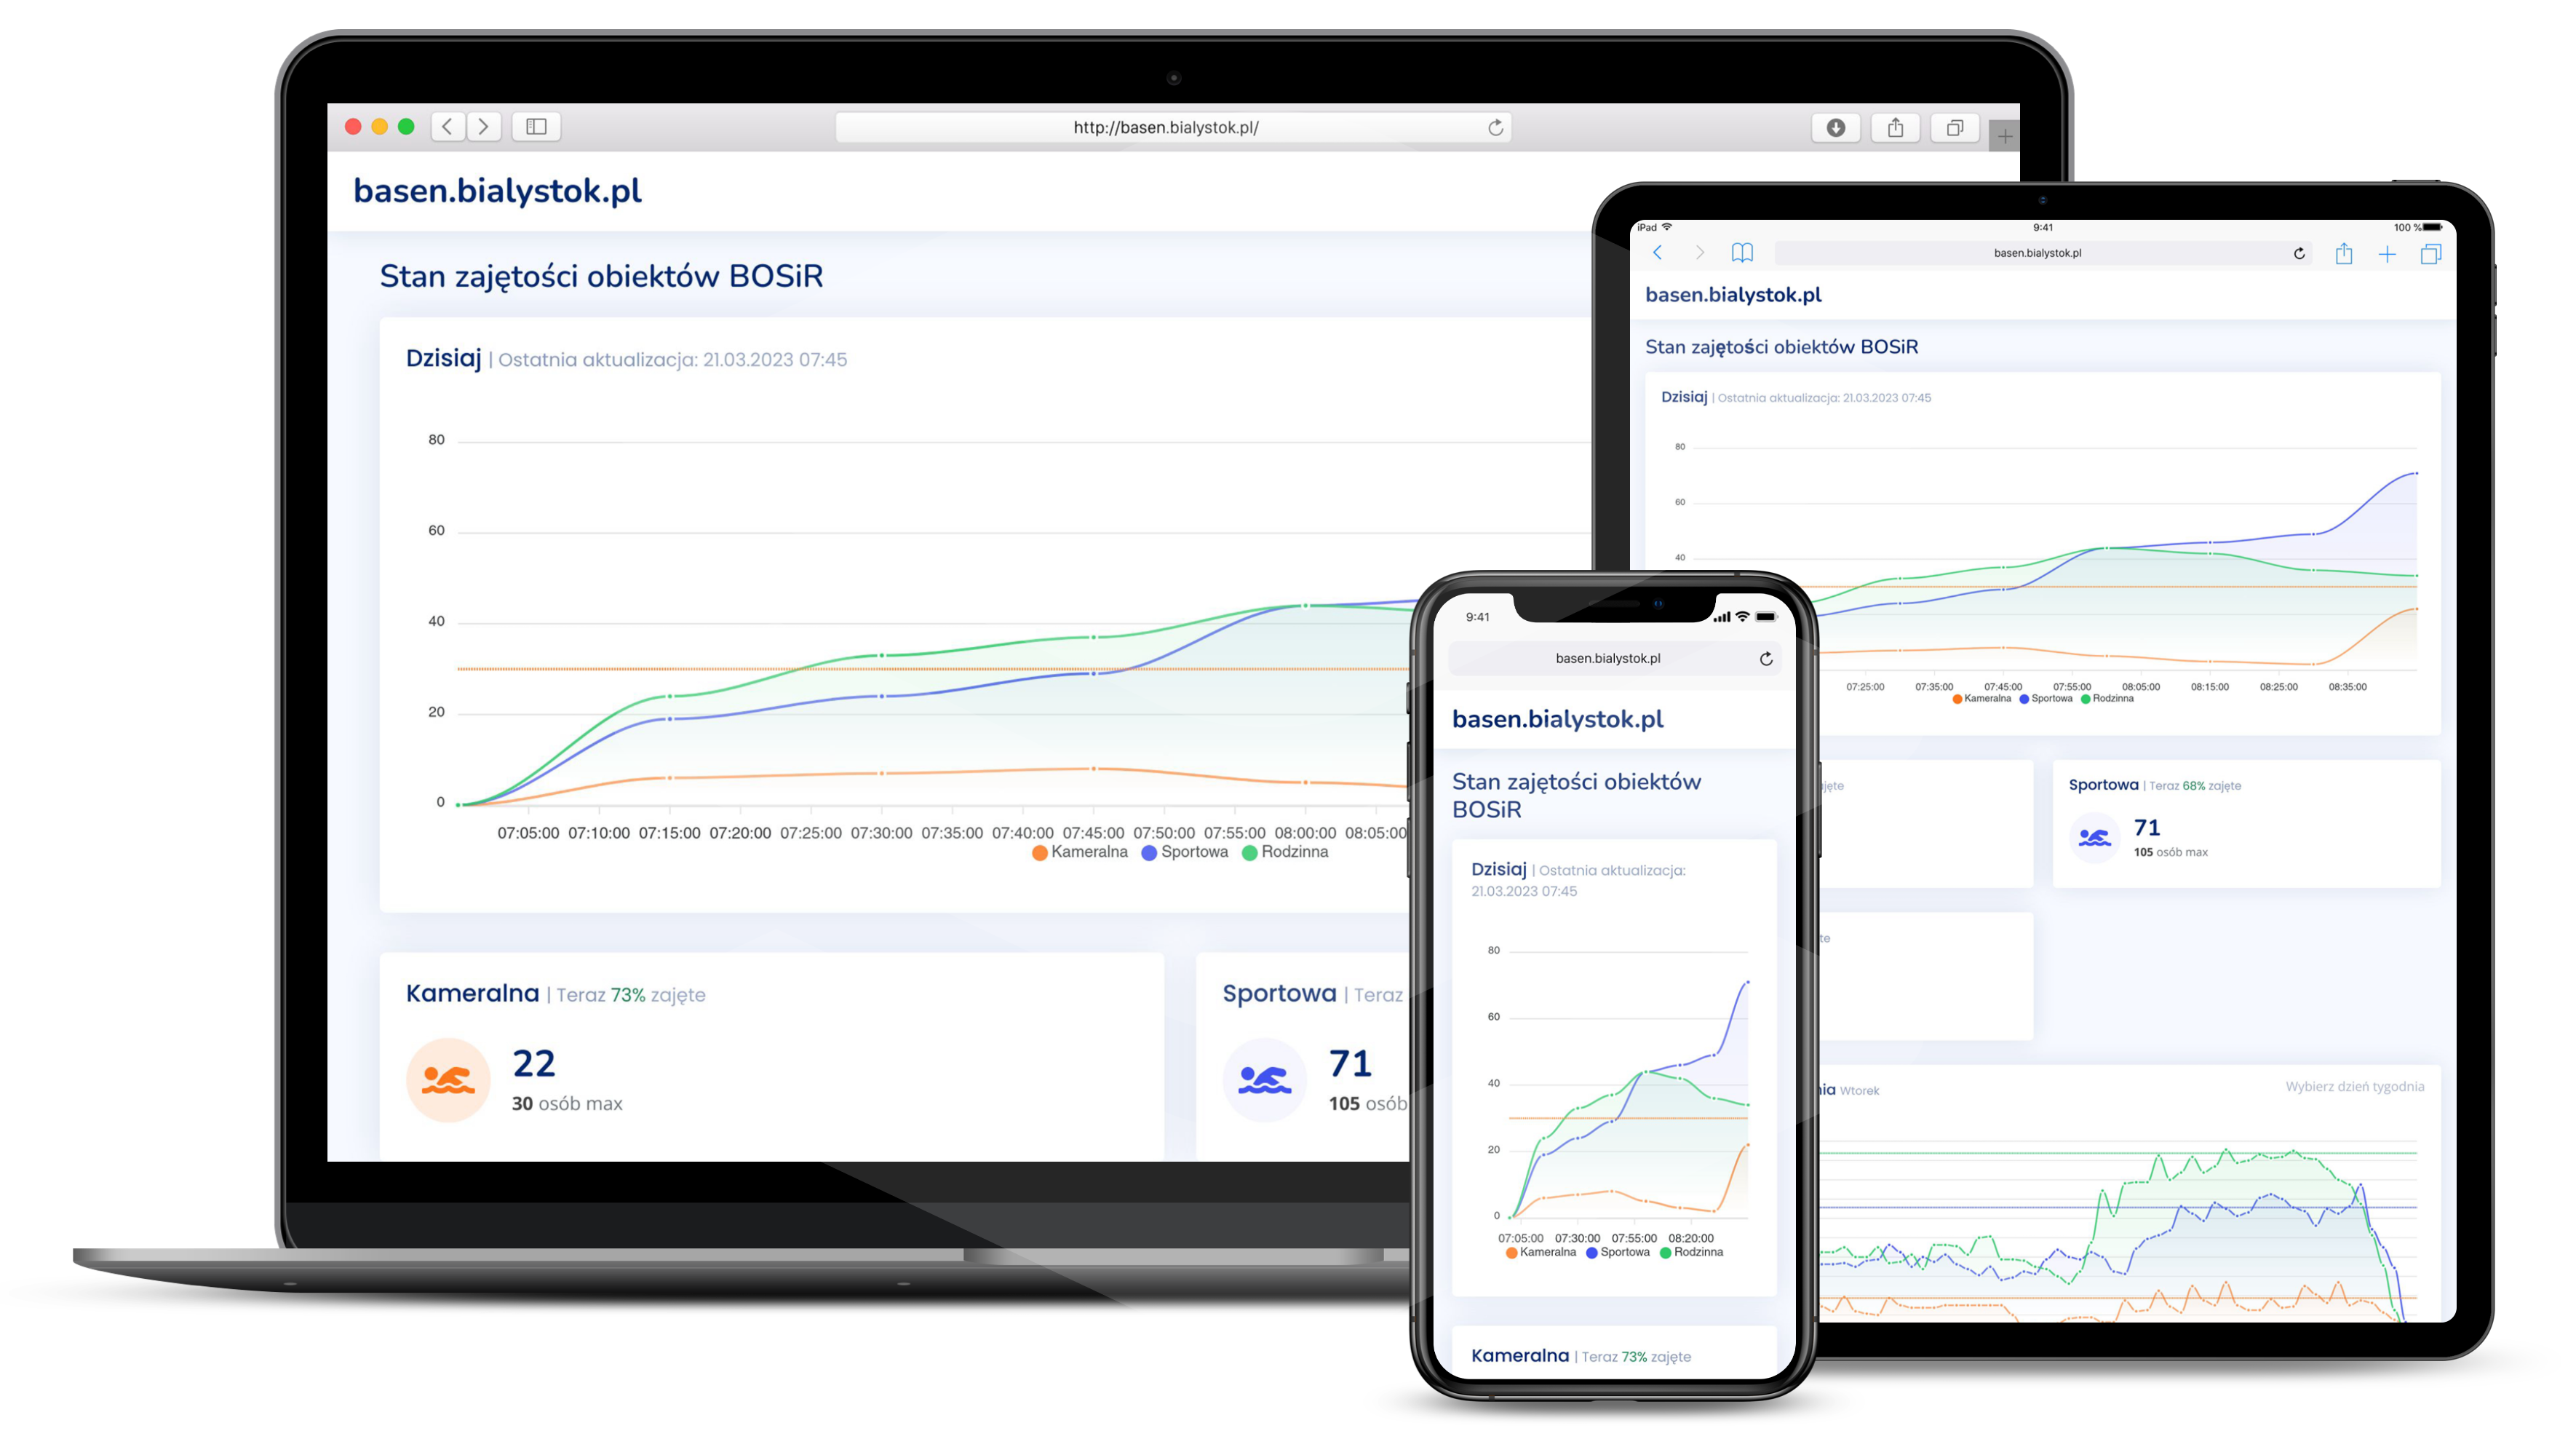 http://basen.bialystok.pl/
basen.bialystok.pl
Stan zajętości obiektów BOSiR
Dzisiaj | Ostatnia aktualizacja: 21.03.2023 07:45
80
60
40
20
0
07:05:00 07:10:00 07:15:00 07:20:00 07:25:00 07:30:00 07:35:00 07:40:00 07:45:00 07:50:00 07:55:00 08:00:00 08:05:00
Kameralna Sportowa Rodzinna
Kameralna | Teraz 73% zajęte
22
30 osób max
Sportowa | Teraz
71
105 osób
iPad 9:41 100 %
basen.bialystok.pl
basen.bialystok.pl
Stan zajętości obiektów BOSiR
Dzisiaj | Ostatnia aktualizacja: 21.03.2023 07:45
80
60
40
07:25:00 07:35:00 07:45:00 07:55:00 08:05:00 08:15:00 08:25:00 08:35:00
Kameralna Sportowa Rodzinna
Sportowa | Teraz 68% zajęte
71
105 osób max
Wtorek
Wybierz dzień tygodnia
9:41
basen.bialystok.pl
basen.bialystok.pl
Stan zajętości obiektów
BOSiR
Dzisiaj | Ostatnia aktualizacja:
21.03.2023 07:45
80
60
40
20
0
07:05:00 07:30:00 07:55:00 08:20:00
Kameralna Sportowa Rodzinna
Kameralna | Teraz 73% zajęte